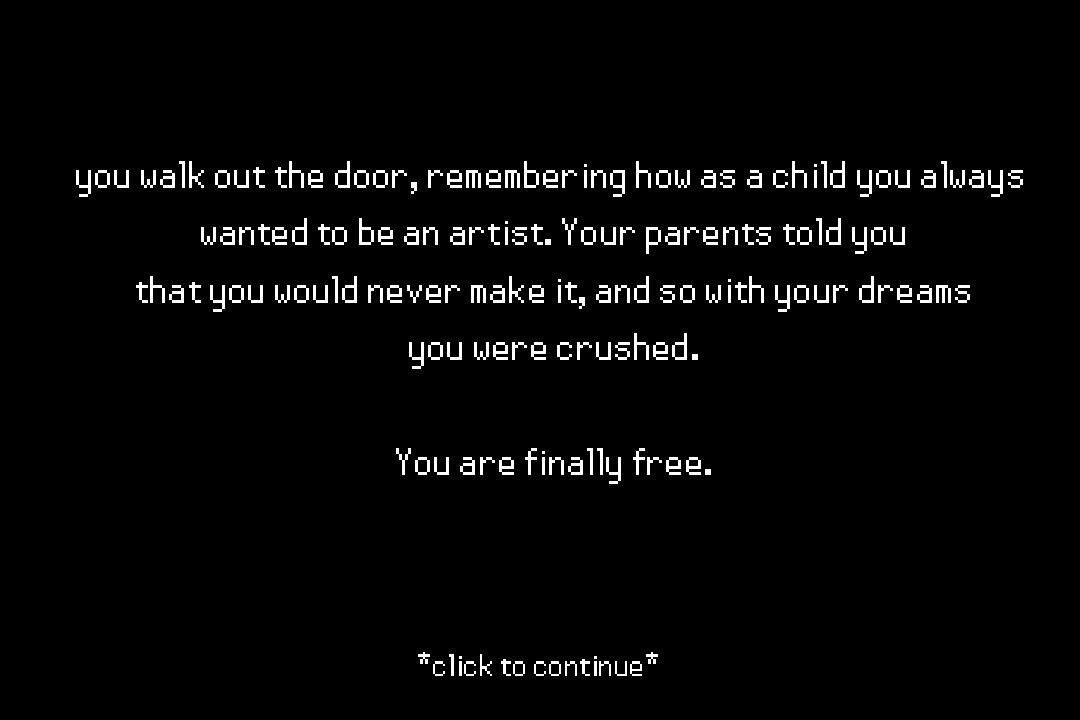 you walk out the door, remembering how as a child you always
wanted to be an artist. Your parents told you
that you would never make it, and so with your dreams
you were crushed.
You are finally free.
*click to continue*